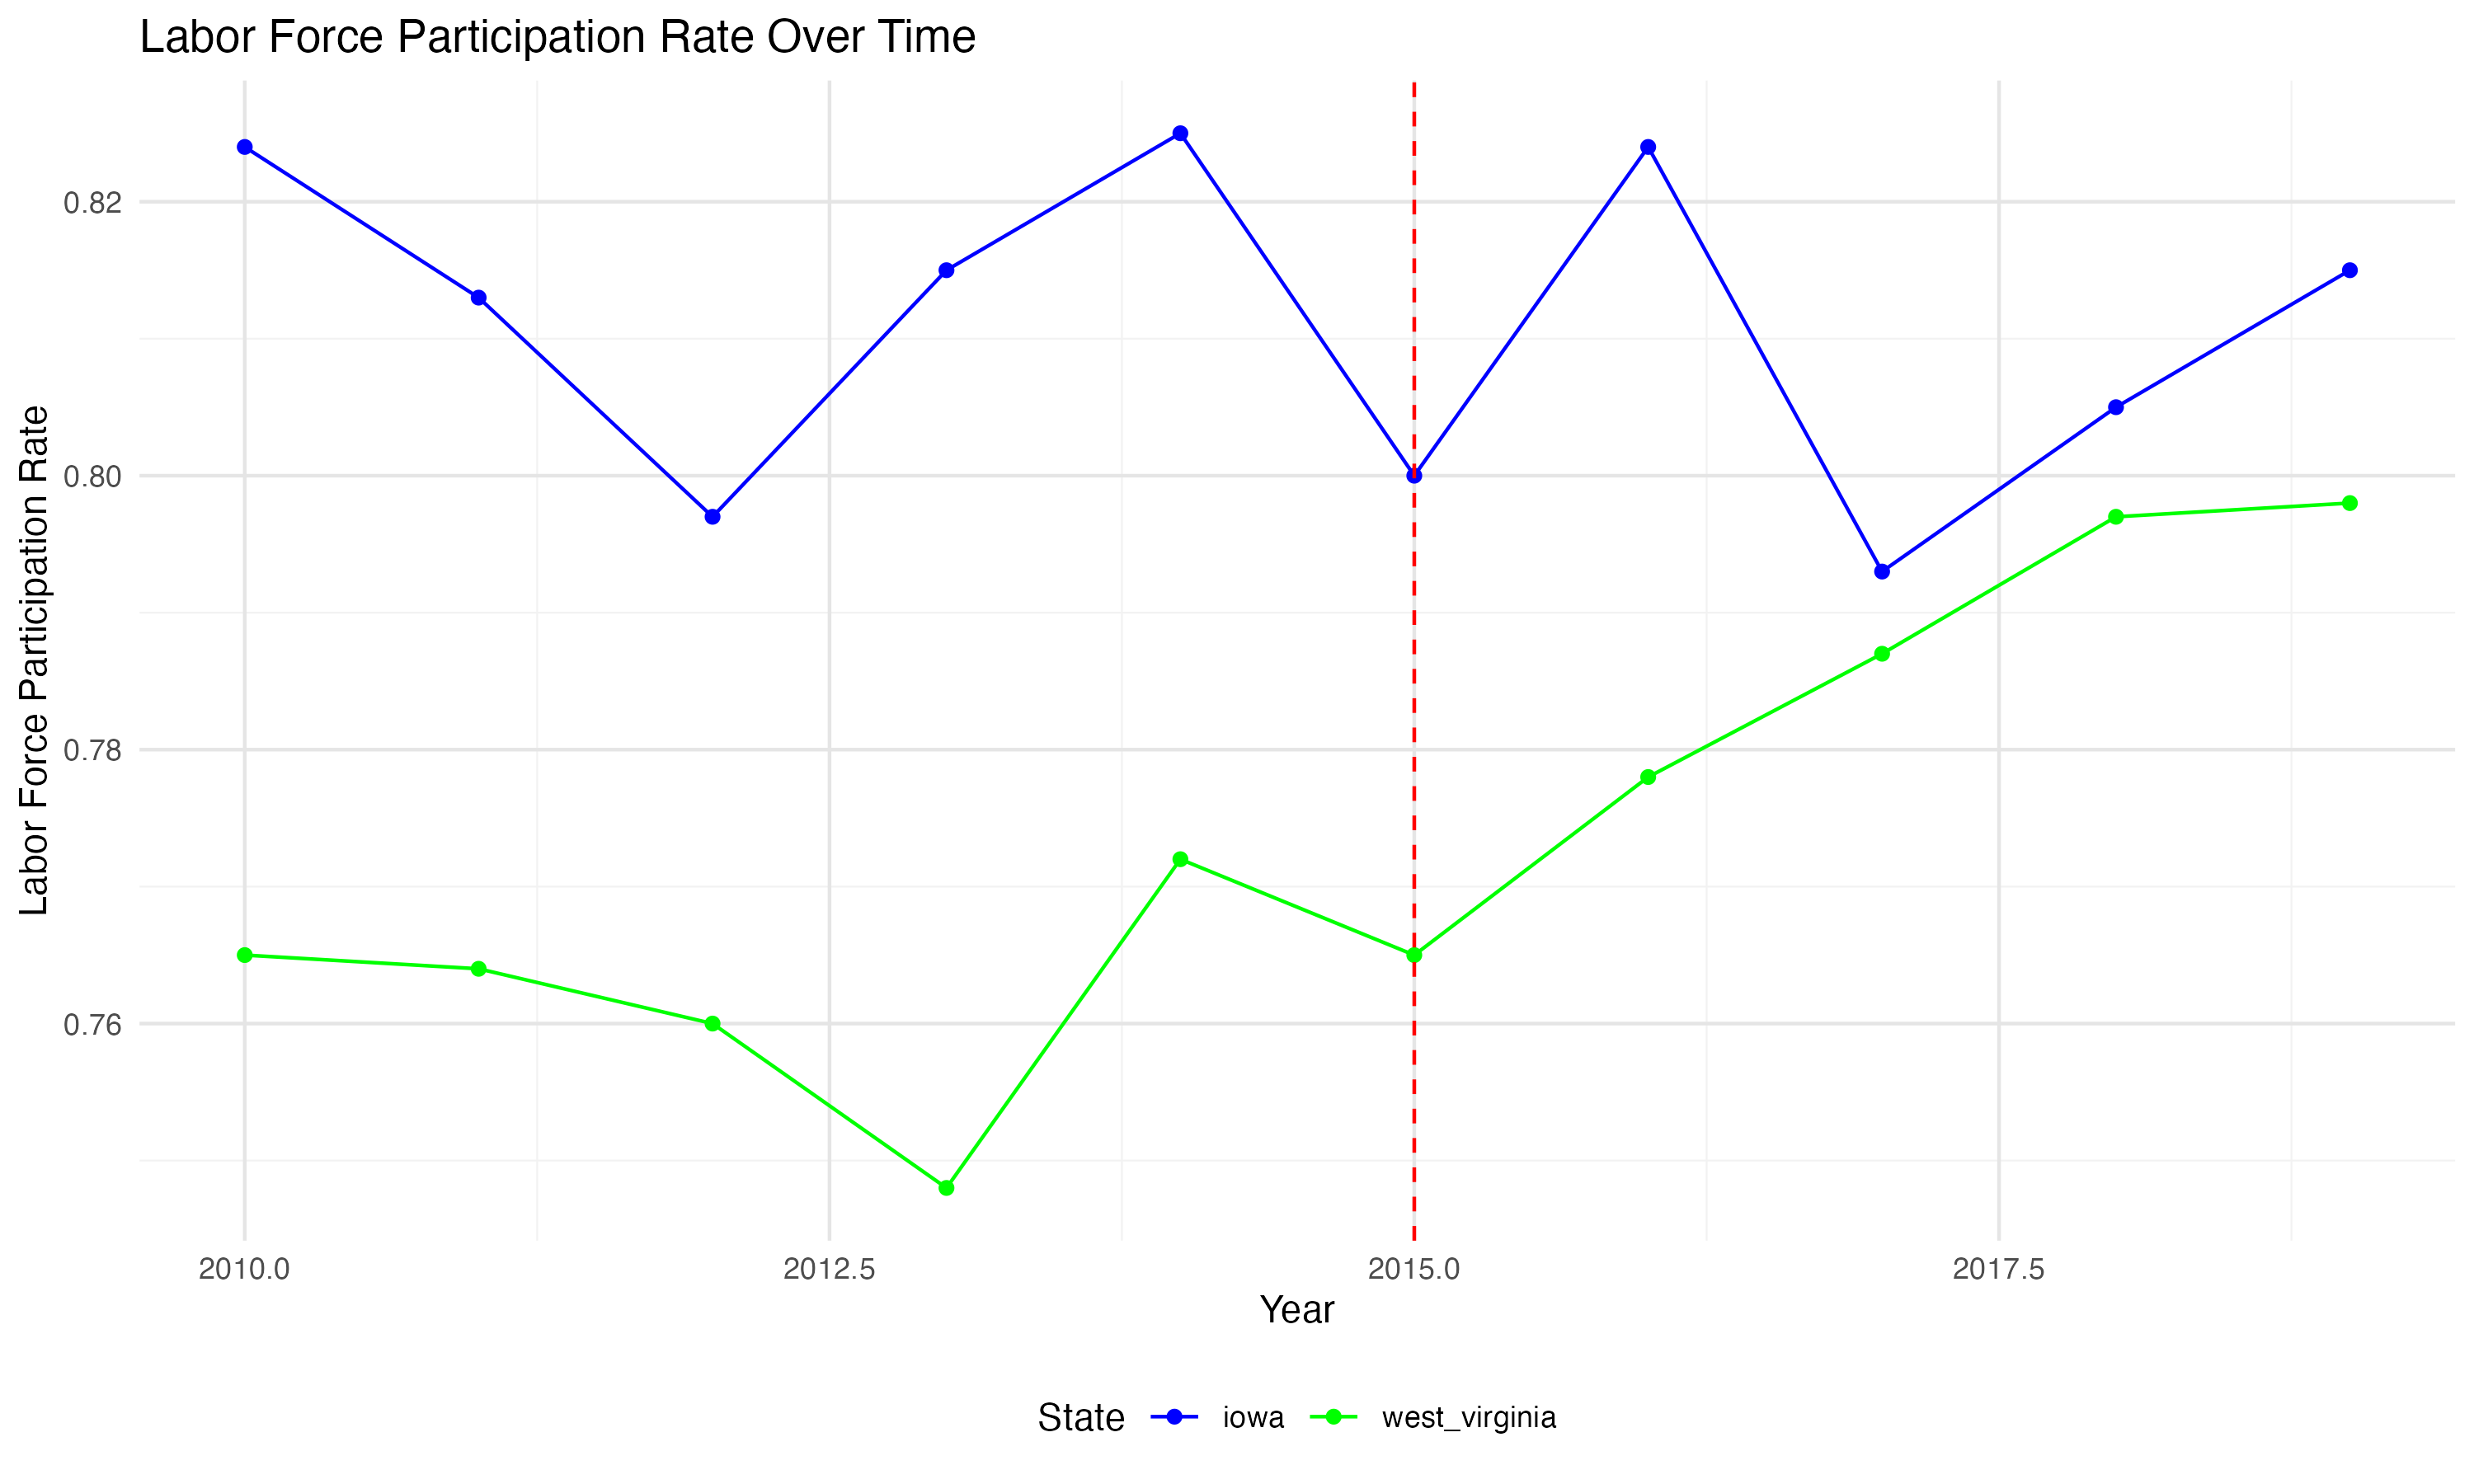 Labor Force Participation Rate Over Time
Labor Force Participation Rate
0.82
0.80
0.78
0.76
2010.0 2012.5 2015.0 2017.5
Year
State iowa west_virginia